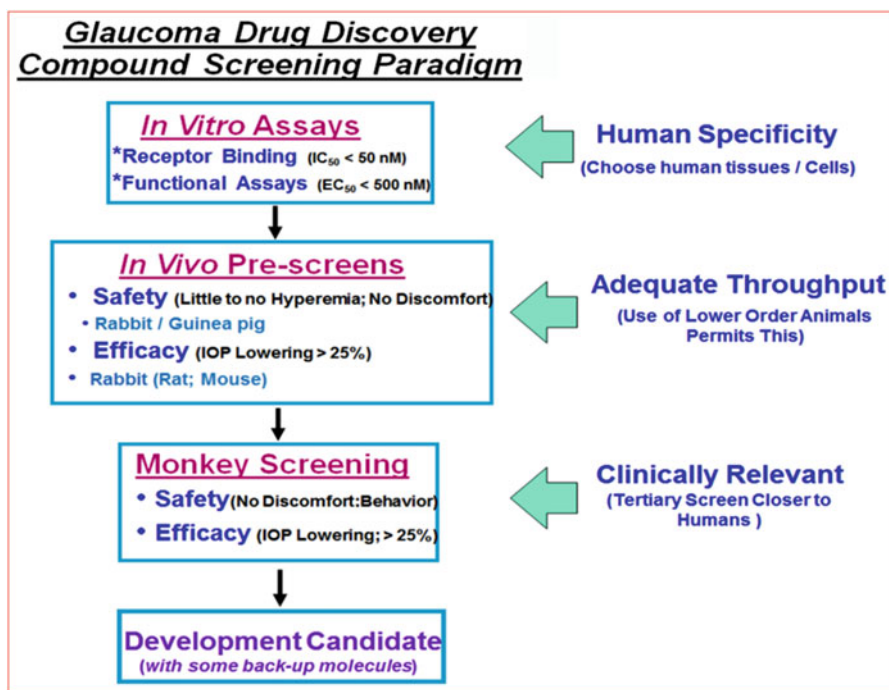 Glaucoma Drug Discovery
Compound Screening Paradigm
In Vitro Assays
*Receptor Binding (IC₅₀ < 50 nM)
*Functional Assays (EC₅₀ < 500 nM)
Human Specificity
(Choose human tissues / Cells)
In Vivo Pre-screens
• Safety (Little to no Hyperemia; No Discomfort)
• Rabbit / Guinea pig
• Efficacy (IOP Lowering > 25%)
• Rabbit (Rat; Mouse)
Adequate Throughput
(Use of Lower Order Animals
Permits This)
Monkey Screening
• Safety(No Discomfort:Behavior)
• Efficacy (IOP Lowering; > 25%)
Clinically Relevant
(Tertiary Screen Closer to
Humans )
Development Candidate
(with some back-up molecules)